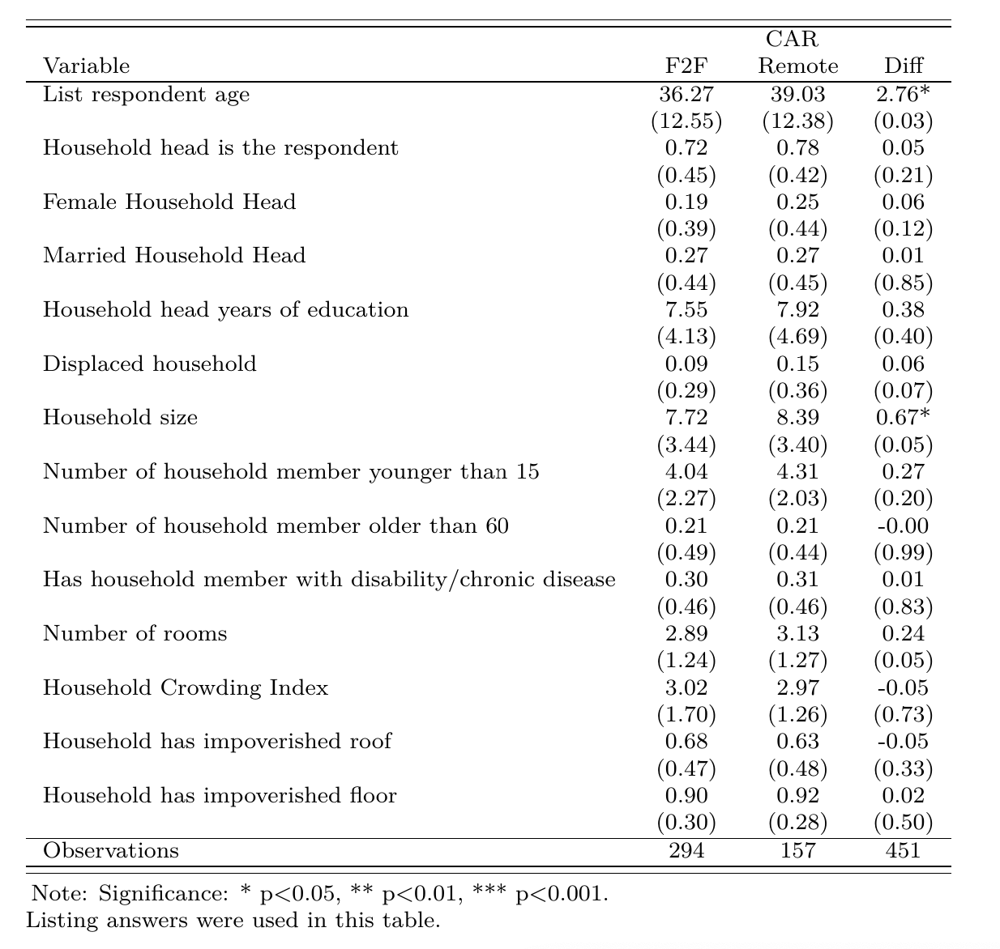 CAR
Variable F2F Remote Diff
List respondent age 36.27 39.03 2.76*
(12.55) (12.38) (0.03)
Household head is the respondent 0.72 0.78 0.05
(0.45) (0.42) (0.21)
Female Household Head 0.19 0.25 0.06
(0.39) (0.44) (0.12)
Married Household Head 0.27 0.27 0.01
(0.44) (0.45) (0.85)
Household head years of education 7.55 7.92 0.38
(4.13) (4.69) (0.40)
Displaced household 0.09 0.15 0.06
(0.29) (0.36) (0.07)
Household size 7.72 8.39 0.67*
(3.44) (3.40) (0.05)
Number of household member younger than 15 4.04 4.31 0.27
(2.27) (2.03) (0.20)
Number of household member older than 60 0.21 0.21 -0.00
(0.49) (0.44) (0.99)
Has household member with disability/chronic disease 0.30 0.31 0.01
(0.46) (0.46) (0.83)
Number of rooms 2.89 3.13 0.24
(1.24) (1.27) (0.05)
Household Crowding Index 3.02 2.97 -0.05
(1.70) (1.26) (0.73)
Household has impoverished roof 0.68 0.63 -0.05
(0.47) (0.48) (0.33)
Household has impoverished floor 0.90 0.92 0.02
(0.30) (0.28) (0.50)
Observations 294 157 451
Note: Significance: * p<0.05, ** p<0.01, *** p<0.001.
Listing answers were used in this table.